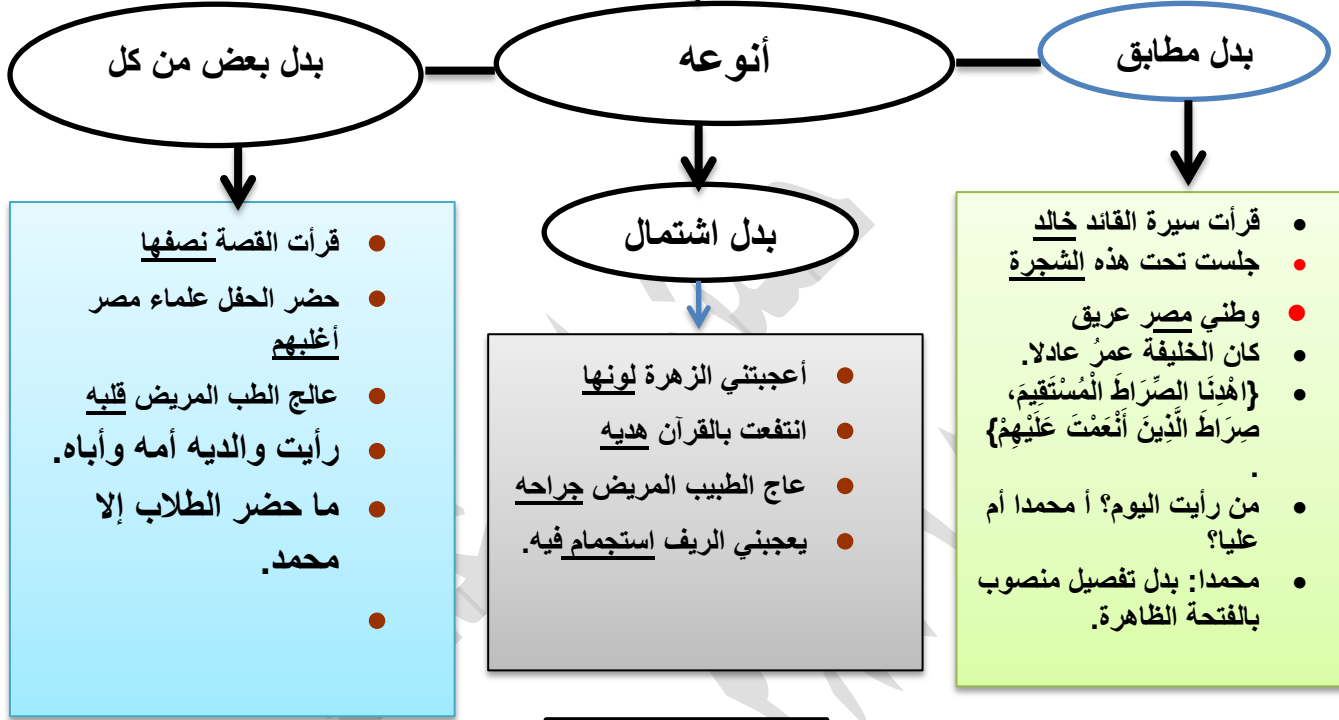 بدل مطابق
أنوعه
بدل بعض من كل
قرأت سيرة القائد خالد
جلست تحت هذه الشجرة
وطني مصر عريق
كان الخليفة عمرُ عادلا.
{اهْدِنَا الصِّرَاطَ الْمُسْتَقِيمَ،
صِرَاطَ الَّذِينَ أَنْعَمْتَ عَلَيْهِمْ}
.
من رأيت اليوم؟ أ محمدا أم
عليا؟
محمدا: بدل تفصيل منصوب
بالفتحة الظاهرة.
بدل اشتمال
أعجبتني الزهرة لونها
انتفعت بالقرآن هديه
عاج الطبيب المريض جراحه
يعجبني الريف استجمام فيه.
قرأت القصة نصفها
حضر الحفل علماء مصر
أغلبهم
عالج الطب المريض قلبه
رأيت والديه أمه وأباه.
ما حضر الطلاب إلا
محمد.